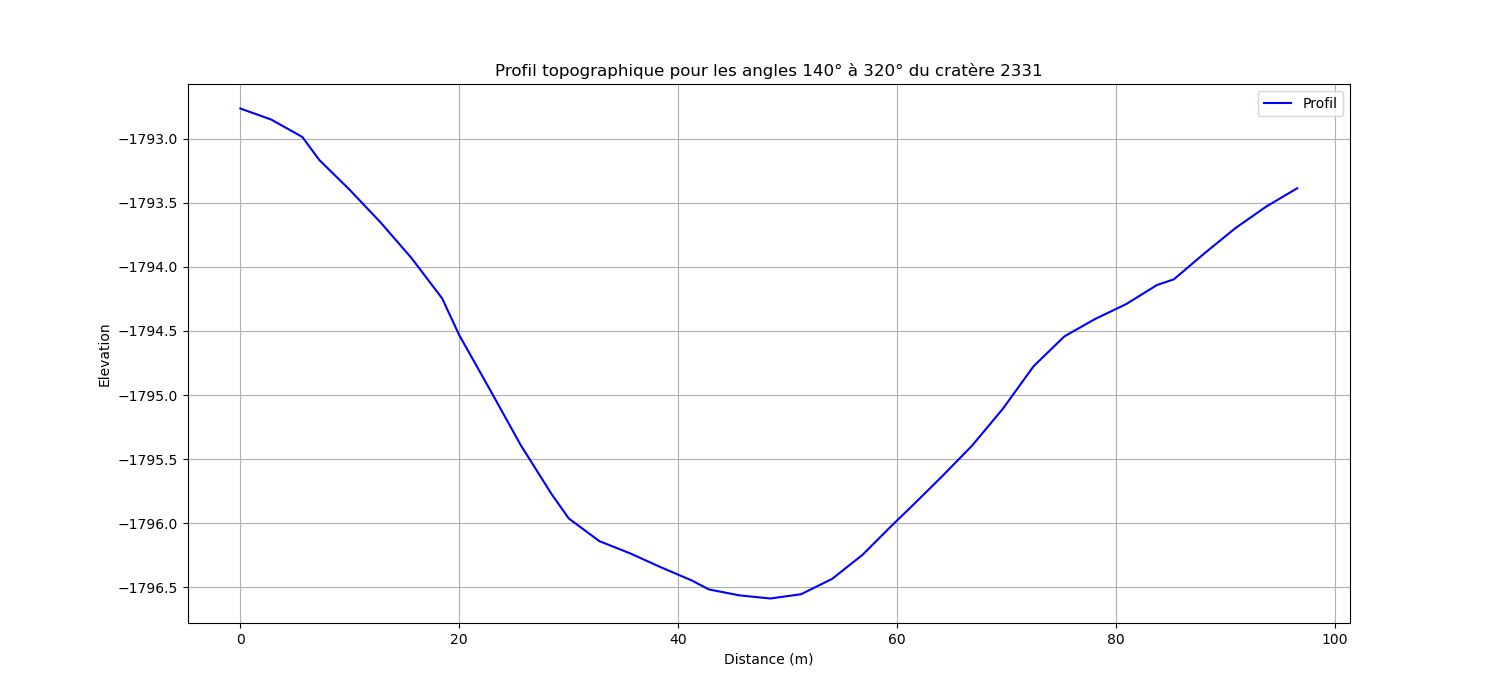 Profil topographique pour les angles 140° à 320° du cratère 2331
Profil
−1793.0
−1793.5
−1794.0
−1794.5
−1795.0
−1795.5
−1796.0
−1796.5
Elevation
0 20 40 60 80 100
Distance (m)